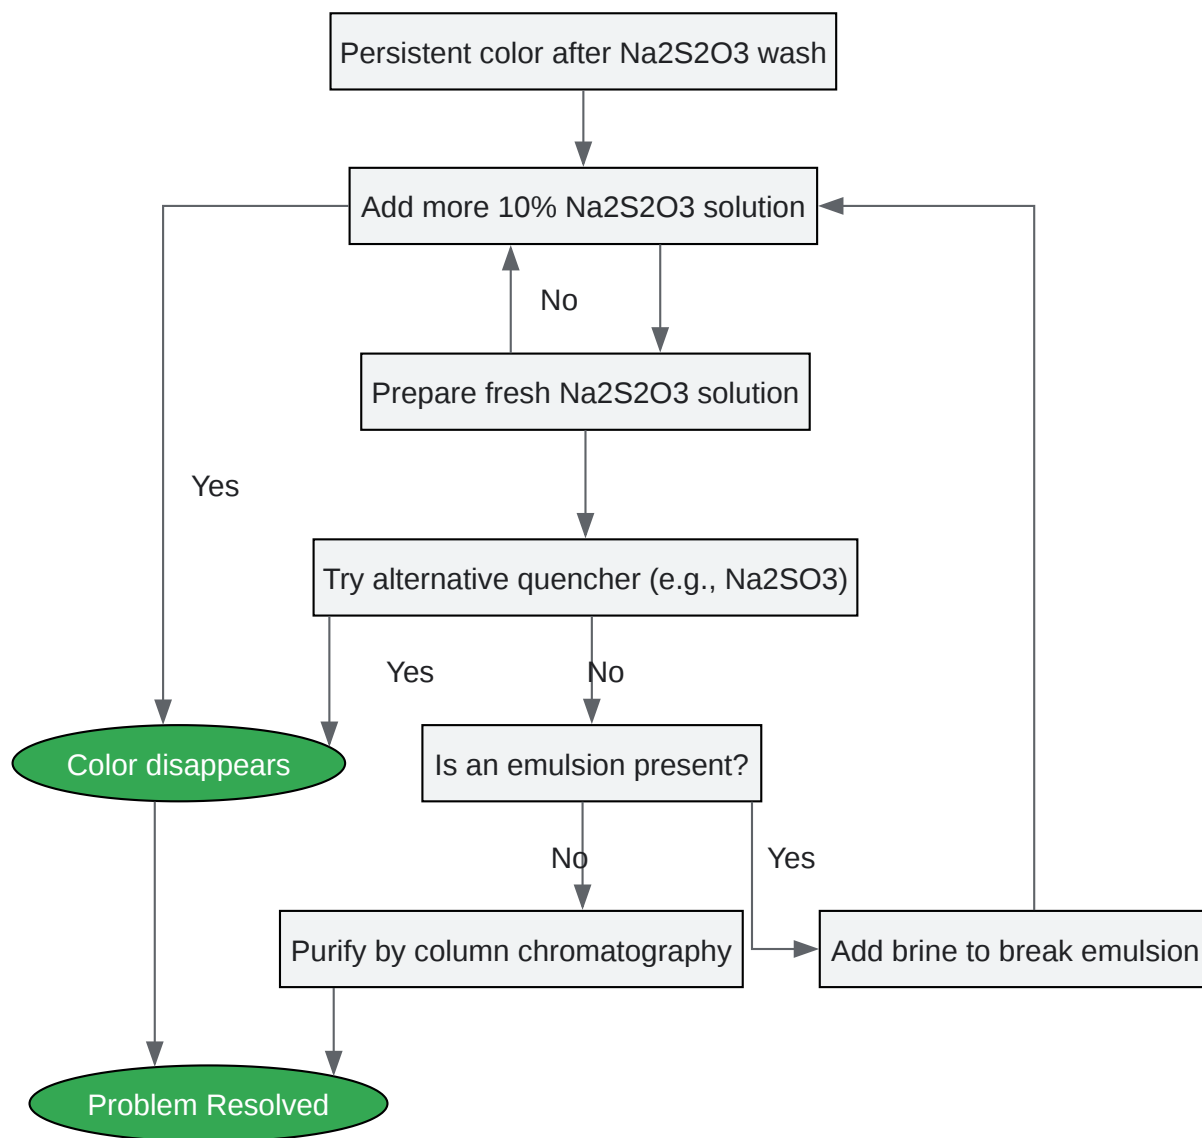 Persistent color after Na2S2O3 wash
Add more 10% Na2S2O3 solution
No
Prepare fresh Na2S2O3 solution
Yes
Try alternative quencher (e.g., Na2SO3)
Yes
No
Color disappears
Is an emulsion present?
No
Yes
Purify by column chromatography
Add brine to break emulsion
Problem Resolved